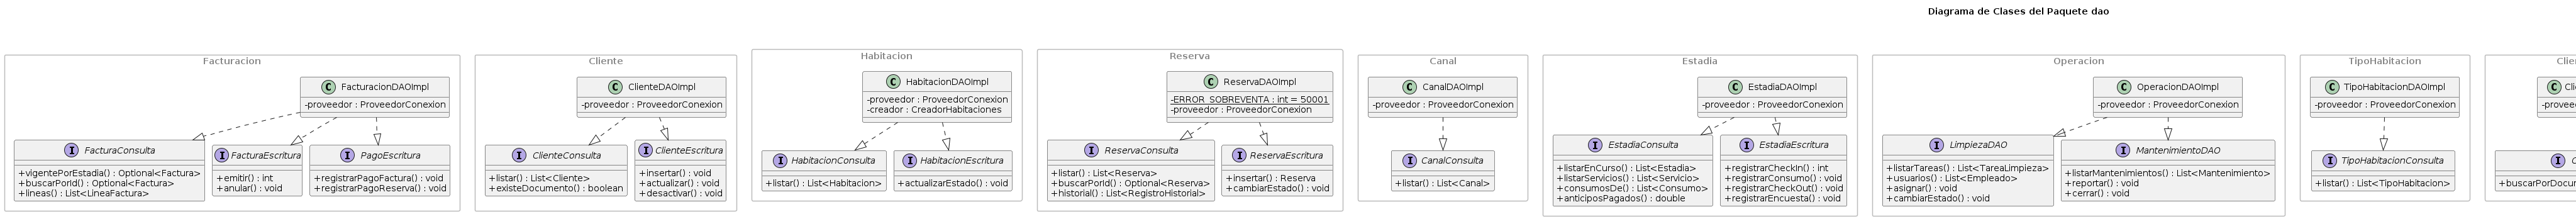 Diagrama de Clases del Paquete dao
Facturacion
C FacturacionDAOImpl
-proveedor : ProveedorConexion
I FacturaConsulta
+vigentePorEstadia() : Optional<Factura>
+buscarPorId() : Optional<Factura>
+lineas() : List<LineaFactura>
I FacturaEscritura
+emitir() : int
+anular() : void
I PagoEscritura
+registrarPagoFactura() : void
+registrarPagoReserva() : void
Cliente
C ClienteDAOImpl
-proveedor : ProveedorConexion
I ClienteConsulta
+listar() : List<Cliente>
+existeDocumento() : boolean
I ClienteEscritura
+insertar() : void
+actualizar() : void
+desactivar() : void
Habitacion
C HabitacionDAOImpl
-proveedor : ProveedorConexion
-creador : CreadorHabitaciones
I HabitacionConsulta
+listar() : List<Habitacion>
I HabitacionEscritura
+actualizarEstado() : void
Reserva
C ReservaDAOImpl
-ERROR_SOBREVENTA : int = 50001
-proveedor : ProveedorConexion
I ReservaConsulta
+listar() : List<Reserva>
+buscarPorId() : Optional<Reserva>
+historial() : List<RegistroHistorial>
I ReservaEscritura
+insertar() : Reserva
+cambiarEstado() : void
Canal
C CanalDAOImpl
-proveedor : ProveedorConexion
I CanalConsulta
+listar() : List<Canal>
Estadia
C EstadiaDAOImpl
-proveedor : ProveedorConexion
I EstadiaConsulta
+listarEnCurso() : List<Estadia>
+listarServicios() : List<Servicio>
+consumosDe() : List<Consumo>
+anticiposPagados() : double
I EstadiaEscritura
+registrarCheckIn() : int
+registrarConsumo() : void
+registrarCheckOut() : void
+registrarEncuesta() : void
Operacion
C OperacionDAOImpl
-proveedor : ProveedorConexion
I LimpiezaDAO
+listarTareas() : List<TareaLimpieza>
+usuarios() : List<Empleado>
+asignar() : void
+cambiarEstado() : void
I MantenimientoDAO
+listarMantenimientos() : List<Mantenimiento>
+reportar() : void
+cerrar() : void
TipoHabitacion
C TipoHabitacionDAOImpl
-proveedor : ProveedorConexion
I TipoHabitacionConsulta
+listar() : List<TipoHabitacion>
C
I